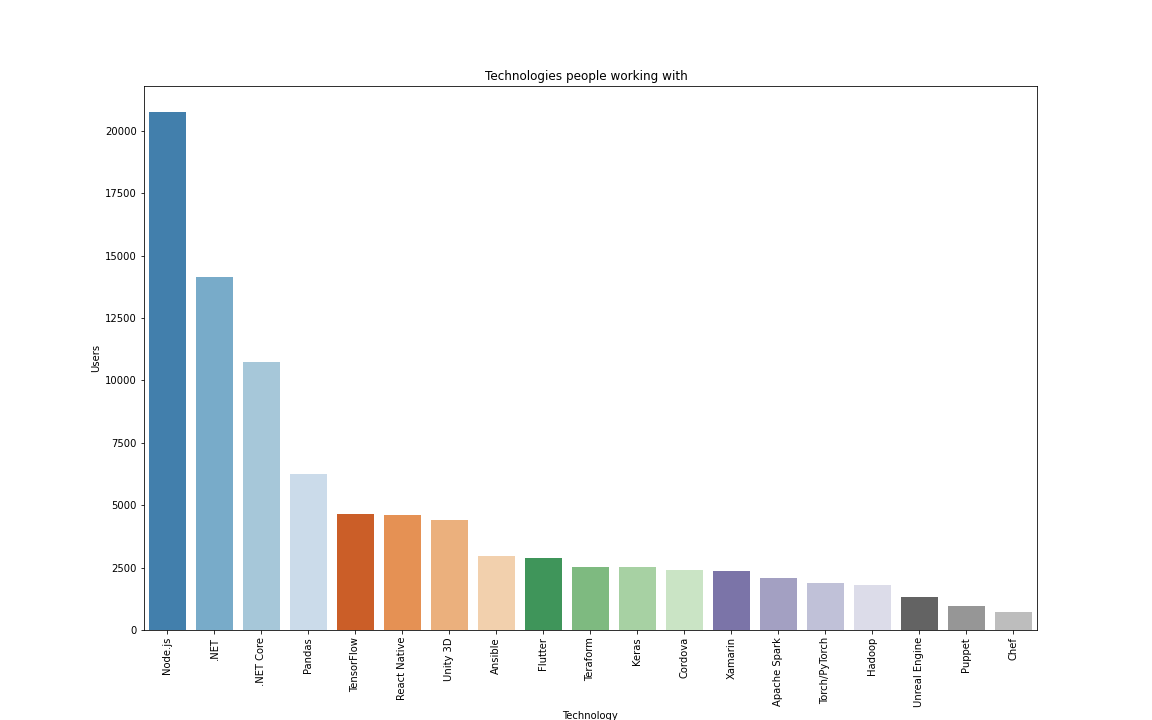 Technologies people working with
20000
17500
15000
12500
10000
7500
5000
2500
0
Users
Node.js
.NET
.NET Core
Pandas
TensorFlow
React Native
Unity 3D
Ansible
Flutter
Teraform
Keras
Cordova
Xamarin
Apache Spark
Torch/PyTorch
Hadoop
Unreal Engine
Puppet
Chef
Technology